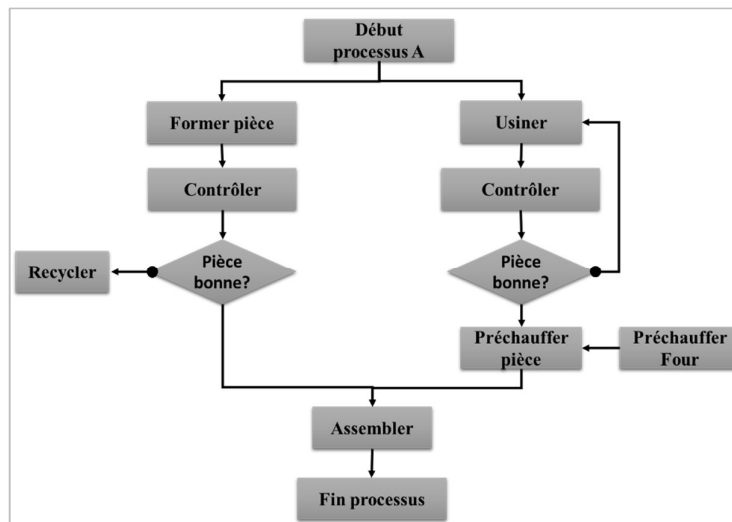 Début
processus A
Former pièce
Usiner
Contrôler
Contrôler
Pièce
bonne?
Pièce
bonne?
Recycler
Préchauffer
pièce
Préchauffer
Four
Assembler
Fin processus